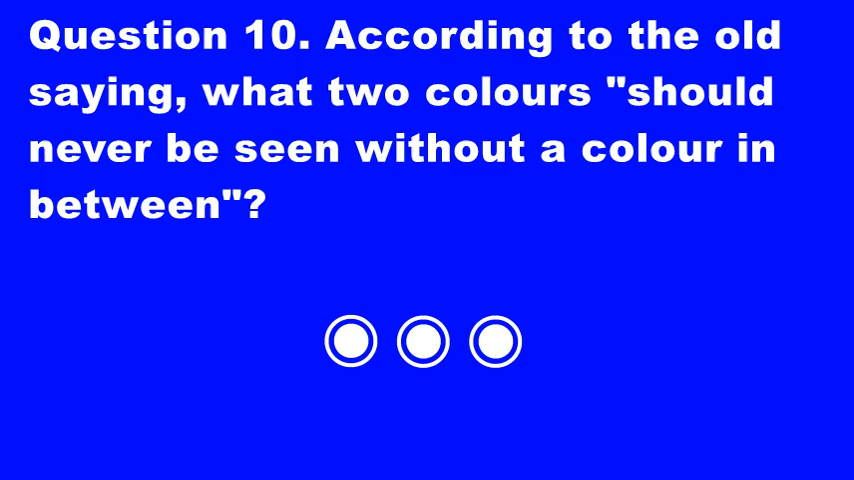 Question 10. According to the old
saying, what two colours "should
never be seen without a colour in
between"?